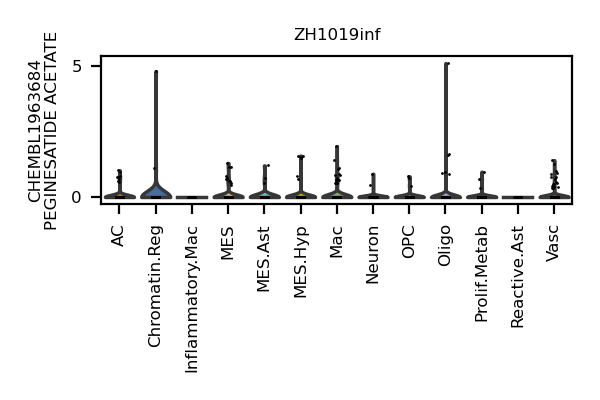 ZH1019inf
CHEMBL1963684
PEGINESATIDE ACETATE
5
0
AC
Chromatin.Reg
Inflammatory.Mac
MES
MES.Ast
MES.Hyp
Mac
Neuron
OPC
Oligo
Prolif.Metab
Reactive.Ast
Vasc